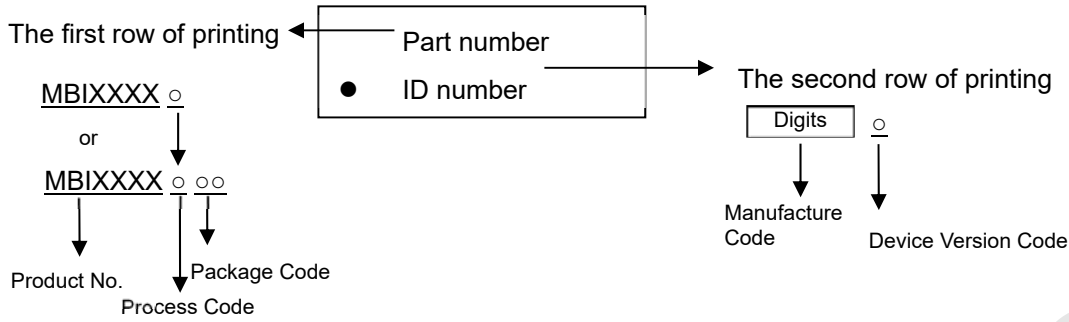 The first row of printing
Part number
ID number
The second row of printing
MBIXXXX ○
or
MBIXXXX ○ ○○
Digits ○
Manufacture
Code
Device Version Code
Product No.
Package Code
Process Code